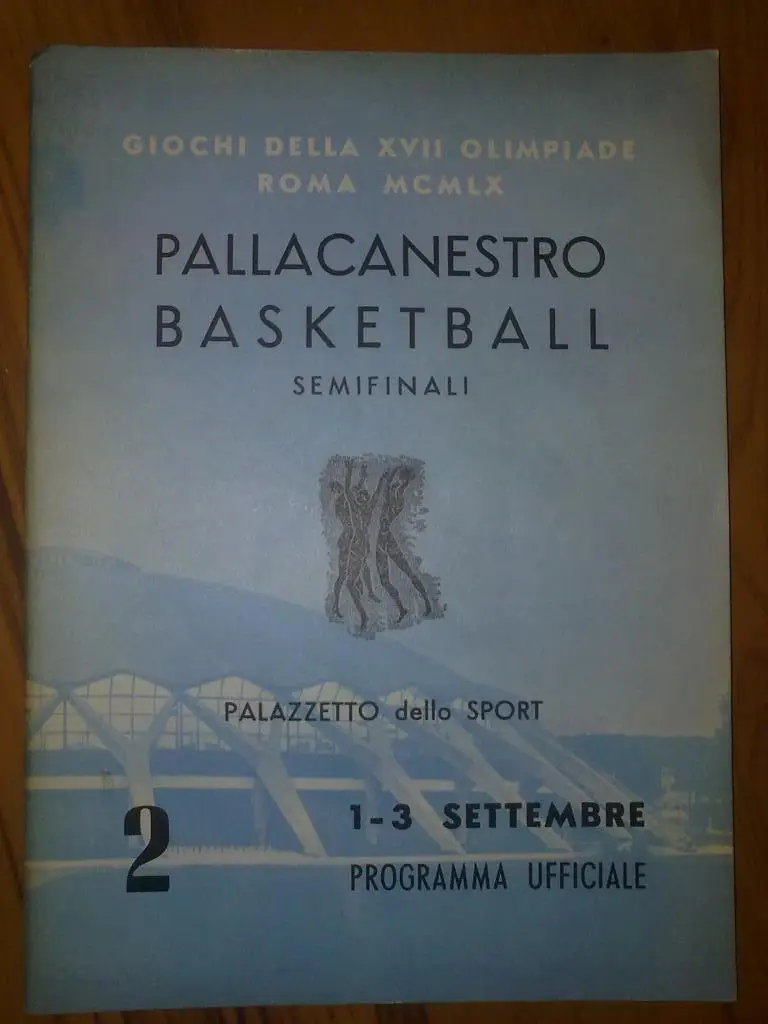 GIOCHI DELLA XVII OLIMPIADE
ROMA MCMLX
PALLACANESTRO
BASKETBALL
SEMIFINALI
PALAZZETTO dello SPORT
2
1-3 SETTEMBRE
PROGRAMMA UFFICIALE